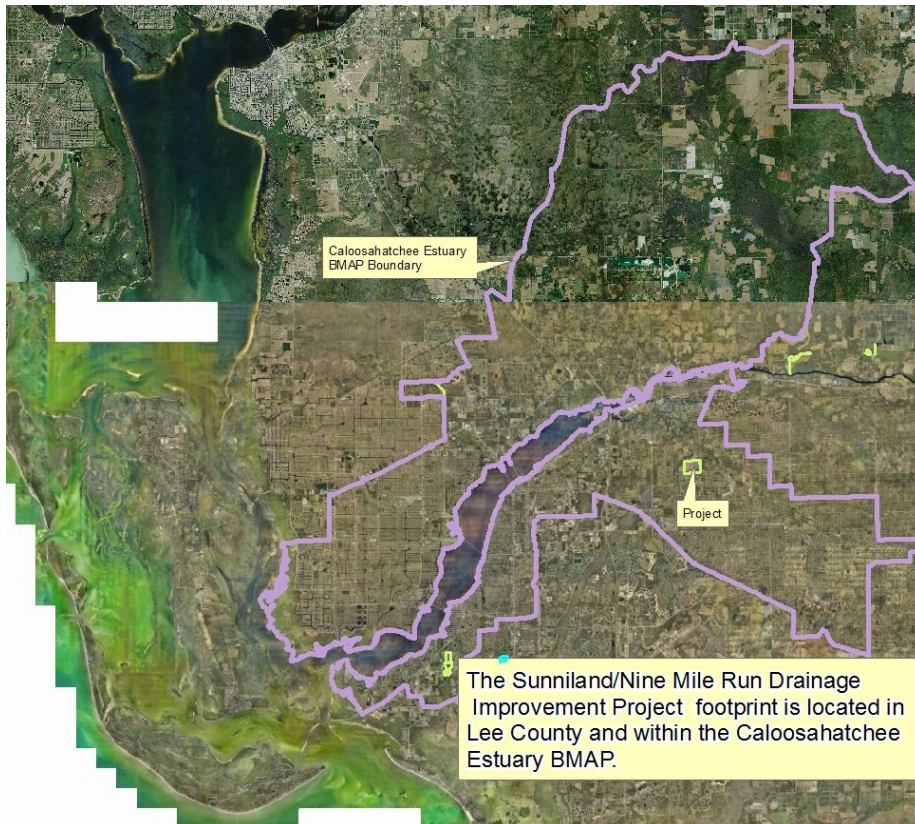 Caloosahatchee Estuary
BMAP Boundary
Project
The Sunniland/Nine Mile Run Drainage
Improvement Project footprint is located in
Lee County and within the Caloosahatchee
Estuary BMAP.